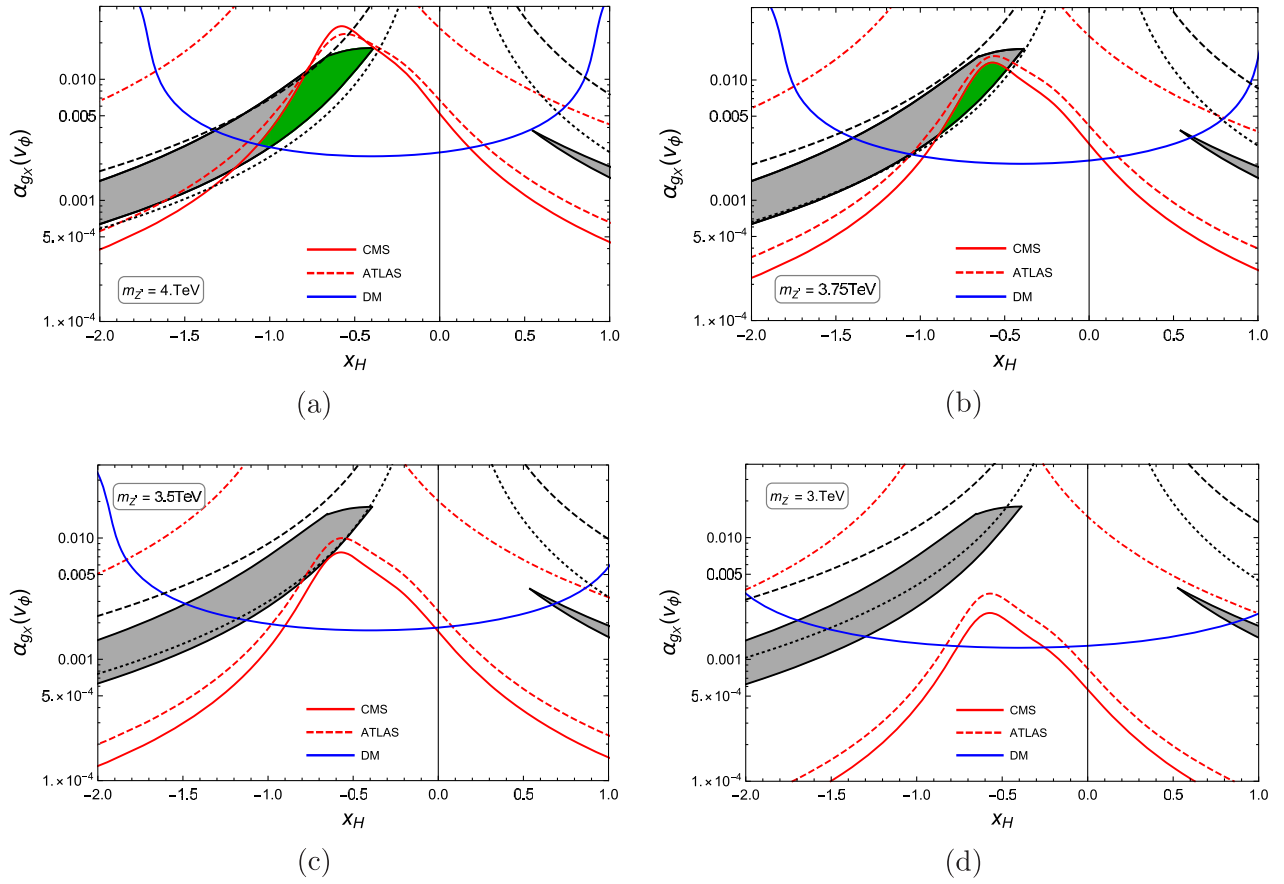 α_{g_X}(v_ϕ)
0.010
0.005
0.001
5.×10⁻⁴
1.×10⁻⁴
CMS
ATLAS
DM
m_{Z'} = 4.TeV
-2.0 -1.5 -1.0 -0.5 0.0 0.5 1.0
x_H
(a)
α_{g_X}(v_ϕ)
0.010
0.005
0.001
5.×10⁻⁴
1.×10⁻⁴
CMS
ATLAS
DM
m_{Z'} = 3.75TeV
-2.0 -1.5 -1.0 -0.5 0.0 0.5 1.0
x_H
(b)
m_{Z'} = 3.5TeV
α_{g_X}(v_ϕ)
0.010
0.005
0.001
5.×10⁻⁴
1.×10⁻⁴
CMS
ATLAS
DM
-2.0 -1.5 -1.0 -0.5 0.0 0.5 1.0
x_H
(c)
m_{Z'} = 3.TeV
α_{g_X}(v_ϕ)
0.010
0.005
0.001
5.×10⁻⁴
1.×10⁻⁴
CMS
ATLAS
DM
-2.0 -1.5 -1.0 -0.5 0.0 0.5 1.0
x_H
(d)